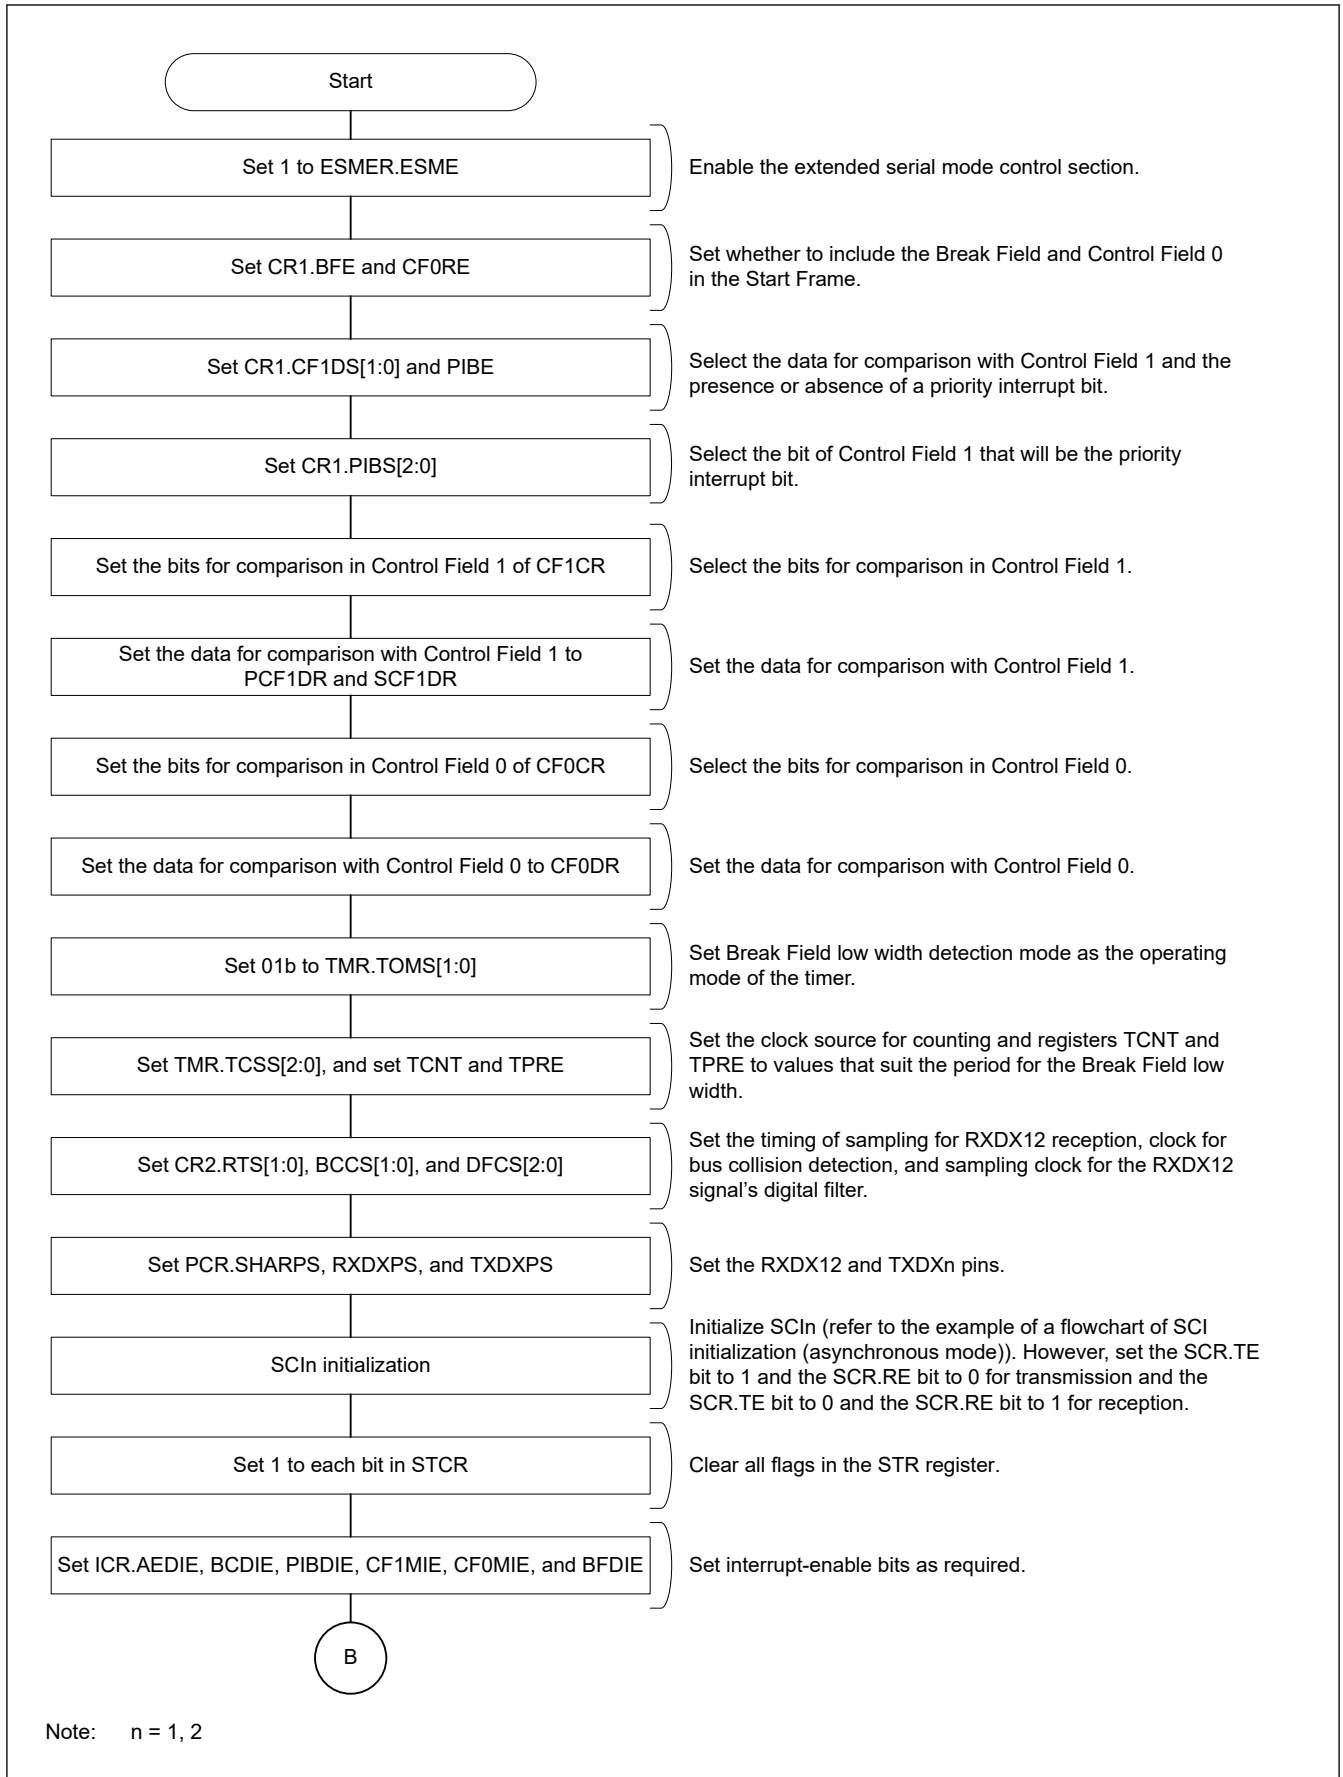 Start
Set 1 to ESMER.ESME
Enable the extended serial mode control section.
Set CR1.BFE and CF0RE
Set whether to include the Break Field and Control Field 0
in the Start Frame.
Set CR1.CF1DS[1:0] and PIBE
Select the data for comparison with Control Field 1 and the
presence or absence of a priority interrupt bit.
Set CR1.PIBS[2:0]
Select the bit of Control Field 1 that will be the priority
interrupt bit.
Set the bits for comparison in Control Field 1 of CF1CR
Select the bits for comparison in Control Field 1.
Set the data for comparison with Control Field 1 to
PCF1DR and SCF1DR
Set the data for comparison with Control Field 1.
Set the bits for comparison in Control Field 0 of CF0CR
Select the bits for comparison in Control Field 0.
Set the data for comparison with Control Field 0 to CF0DR
Set the data for comparison with Control Field 0.
Set 01b to TMR.TOMS[1:0]
Set Break Field low width detection mode as the operating
mode of the timer.
Set TMR.TCSS[2:0], and set TCNT and TPRE
Set the clock source for counting and registers TCNT and
TPRE to values that suit the period for the Break Field low
width.
Set CR2.RTS[1:0], BCCS[1:0], and DFCS[2:0]
Set the timing of sampling for RXDX12 reception, clock for
bus collision detection, and sampling clock for the RXDX12
signal’s digital filter.
Set PCR.SHARPS, RXDXPS, and TXDXPS
Set the RXDX12 and TXDXn pins.
SCIn initialization
Initialize SCIn (refer to the example of a flowchart of SCI
initialization (asynchronous mode)). However, set the SCR.TE
bit to 1 and the SCR.RE bit to 0 for transmission and the
SCR.TE bit to 0 and the SCR.RE bit to 1 for reception.
Set 1 to each bit in STCR
Clear all flags in the STR register.
Set ICR.AEDIE, BCDIE, PIBDIE, CF1MIE, CF0MIE, and BFDIE
Set interrupt-enable bits as required.
B
Note: n = 1, 2